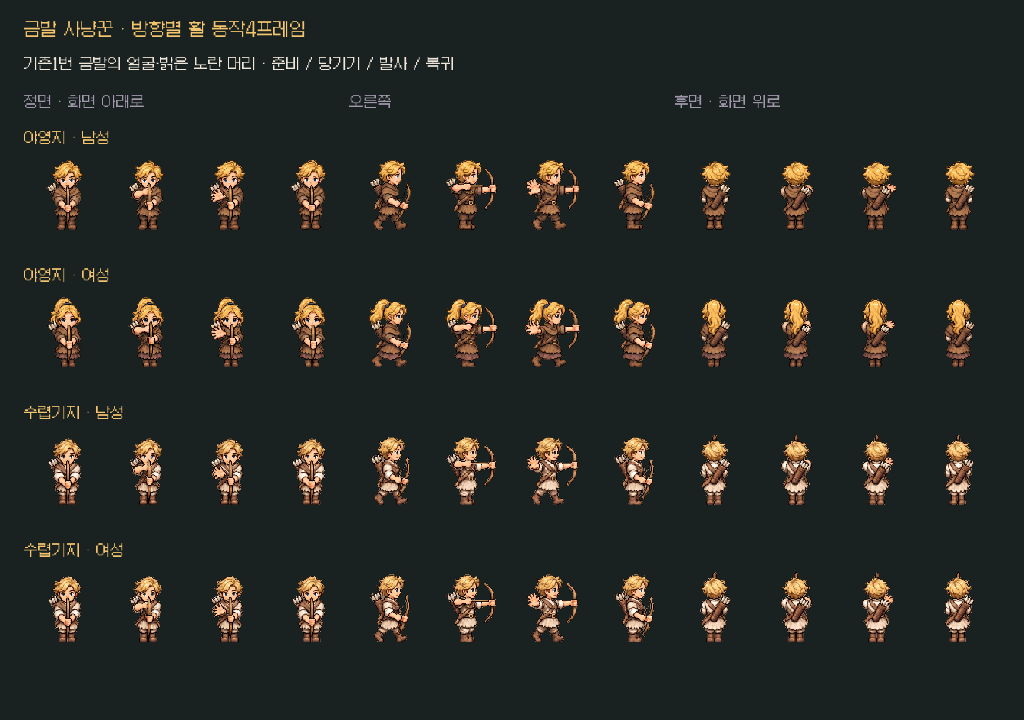 금발 사냥꾼 · 방향별 활 동작4프레임
기준1번 금발의 얼굴·밝은 노란 머리 · 준비 / 당기기 / 발사 / 복귀
정면 · 화면 아래로 오른쪽 후면 · 화면 위로
야영지 · 남성
야영지 · 여성
수렵기지 · 남성
수렵기지 · 여성